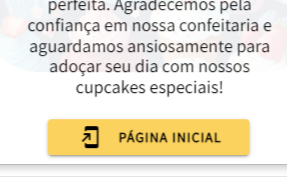 perfeita. Agradecemos pela
confiança em nossa confeitaria e
aguardamos ansiosamente para
adoçar seu dia com nossos
cupcakes especiais!
PÁGINA INICIAL